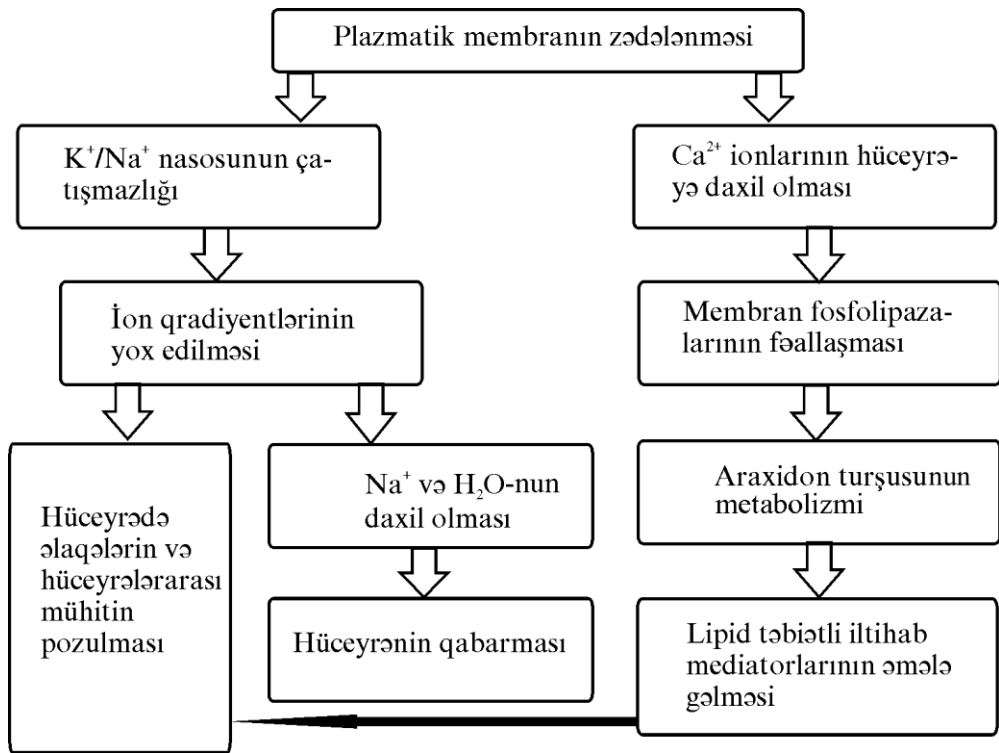 Plazmatik membranın zədələnməsi
K⁺/Na⁺ nasosunun ça-
tışmazlığı
Ca²⁺ ionlarının hüceyrə-
yə daxil olması
İon qradiyentlərinin
yox edilməsi
Membran fosfolipaza-
larının fəallaşması
Hüceyrədə
əlaqələrin və
hüceyrələrarası
mühitin
pozulması
Na⁺ və H₂O-nun
daxil olması
Araxidon turşusunun
metabolizmi
Hüceyrənin qabarması
Lipid təbiətli iltihab
mediatorlarının əmələ
gəlməsi